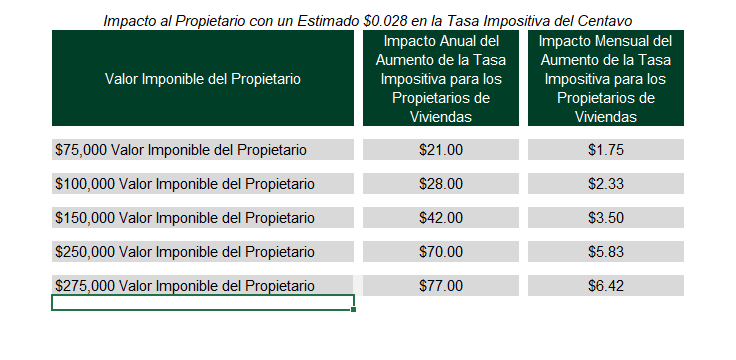 Impacto al Propietario con un Estimado $0.028 en la Tasa Impositiva del Centavo
Valor Imponible del Propietario
Impacto Anual del
Aumento de la Tasa
Impositiva para los
Propietarios de
Viviendas
Impacto Mensual del
Aumento de la Tasa
Impositiva para los
Propietarios de
Viviendas
$75,000 Valor Imponible del Propietario $21.00 $1.75
$100,000 Valor Imponible del Propietario $28.00 $2.33
$150,000 Valor Imponible del Propietario $42.00 $3.50
$250,000 Valor Imponible del Propietario $70.00 $5.83
$275,000 Valor Imponible del Propietario $77.00 $6.42